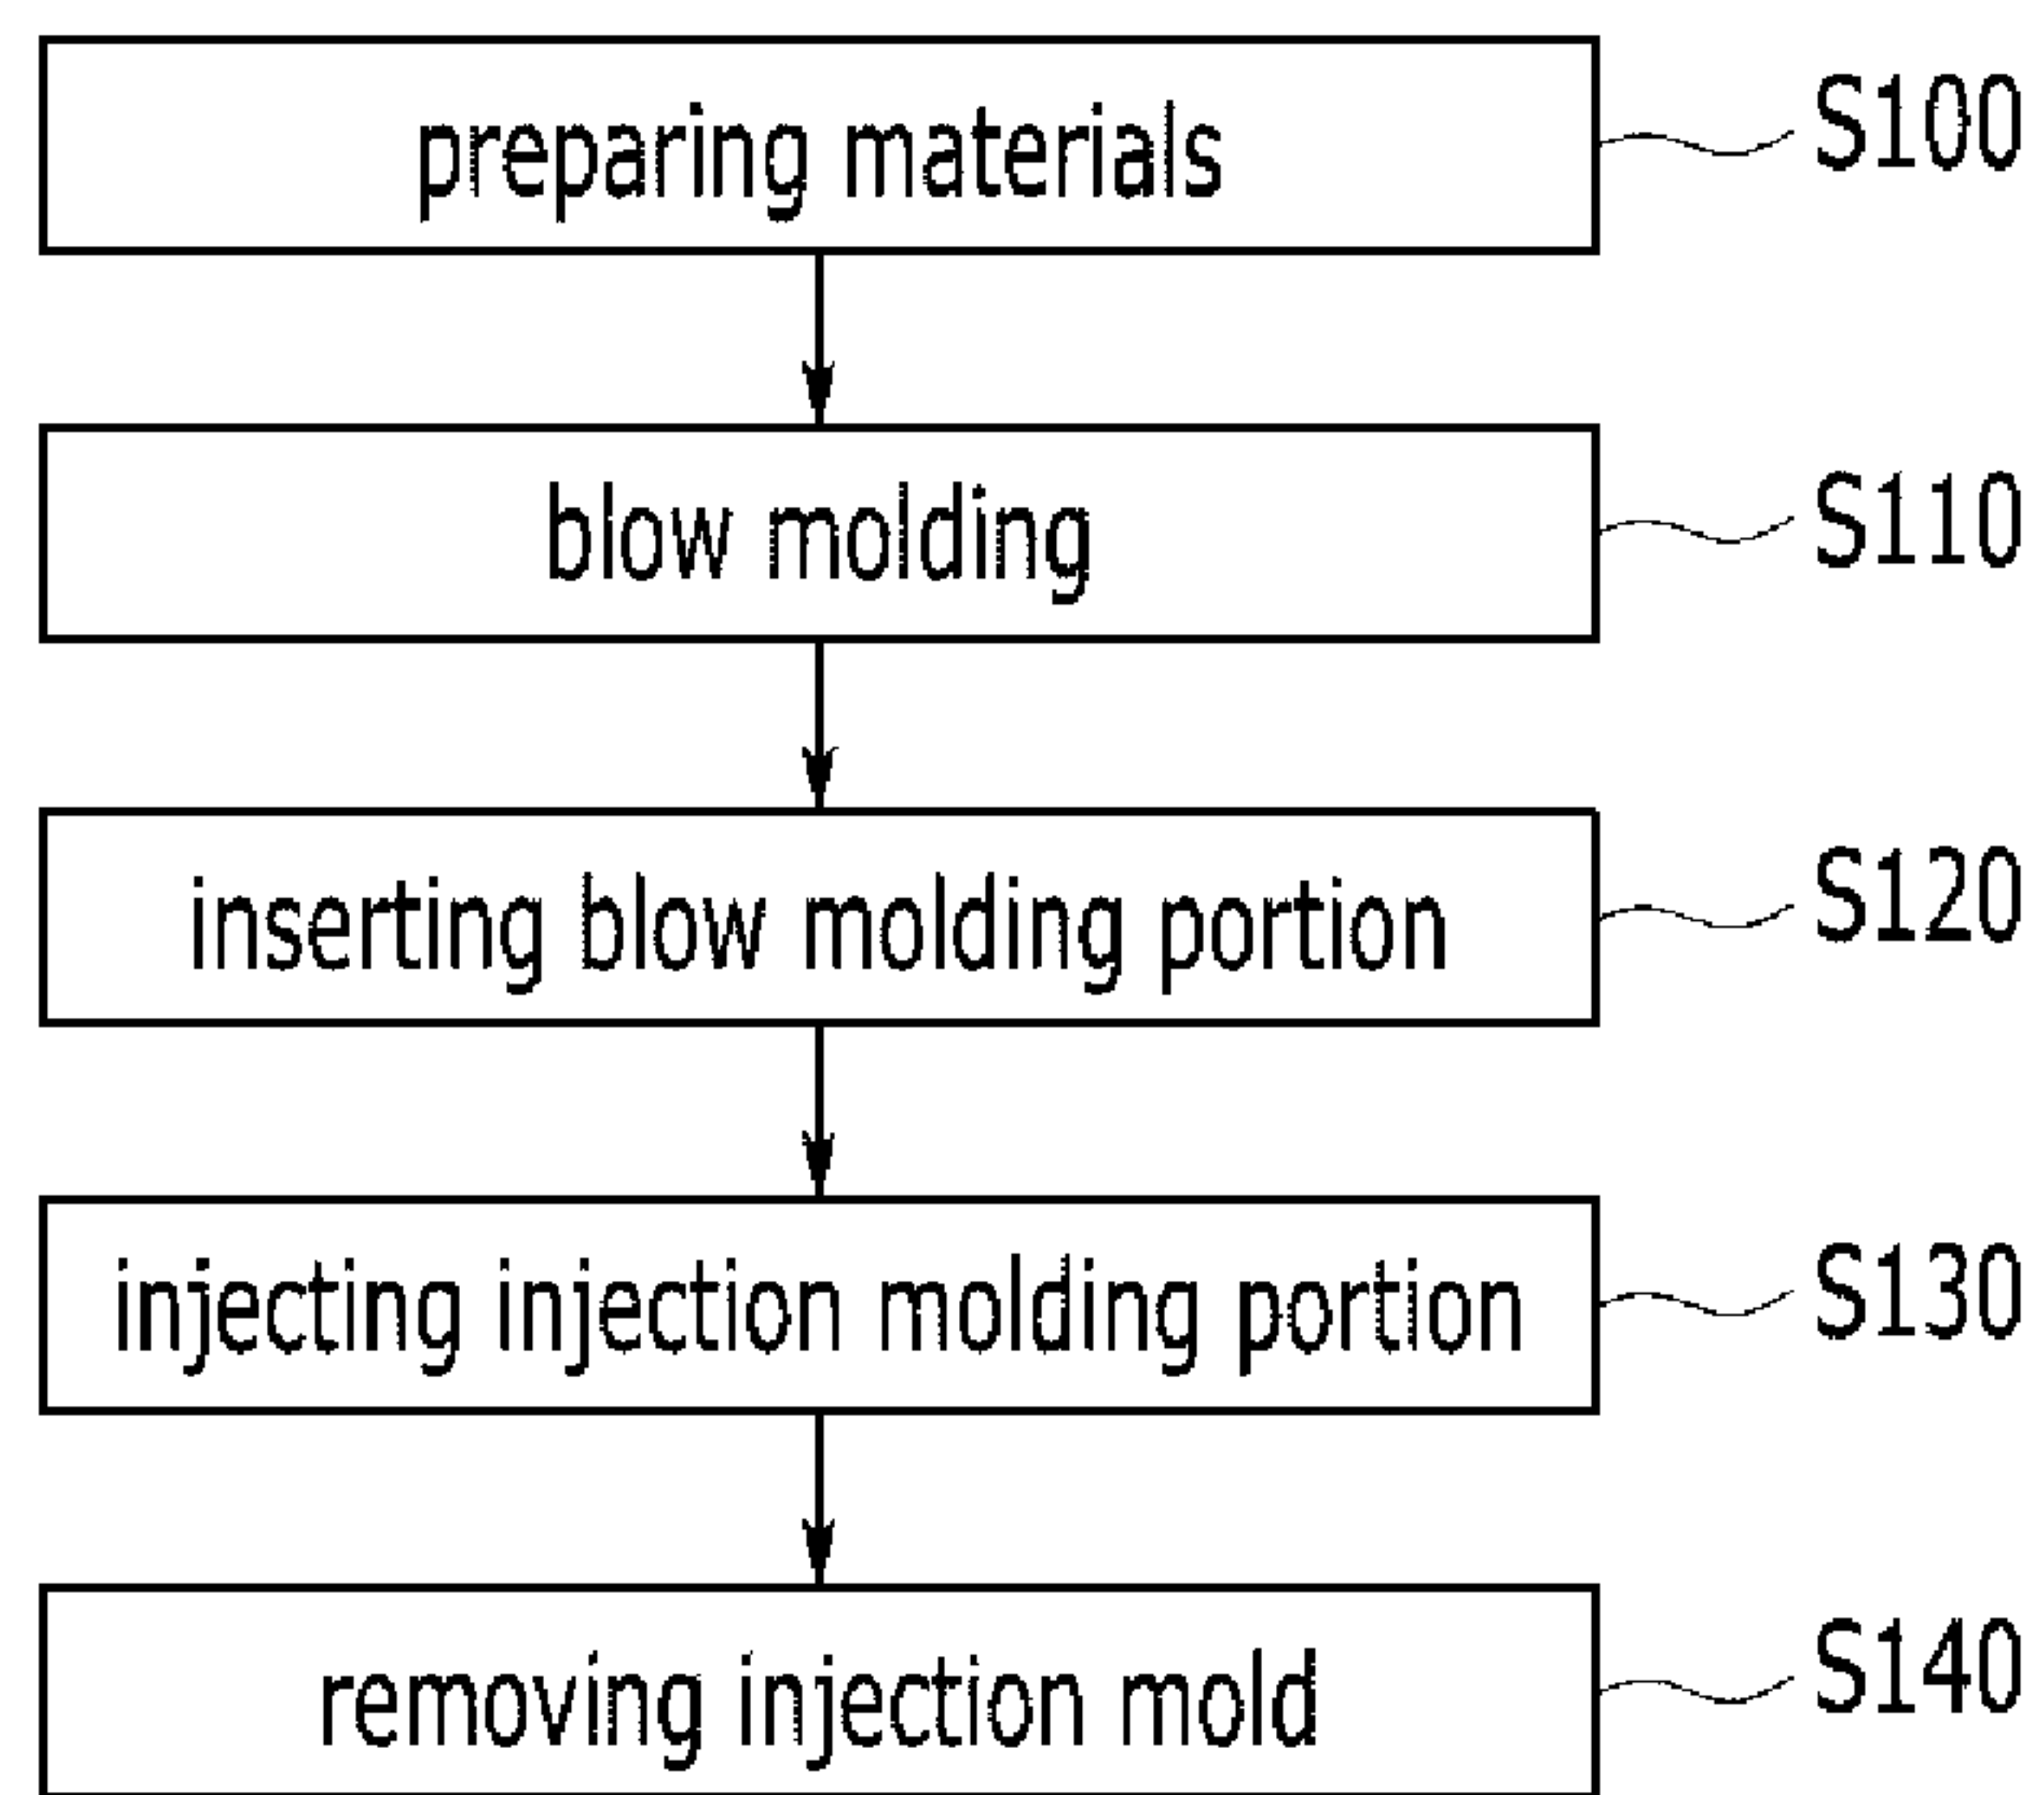 preparing materials S100
blow molding S110
inserting blow molding portion S120
injecting injection molding portion S130
removing injection mold S140